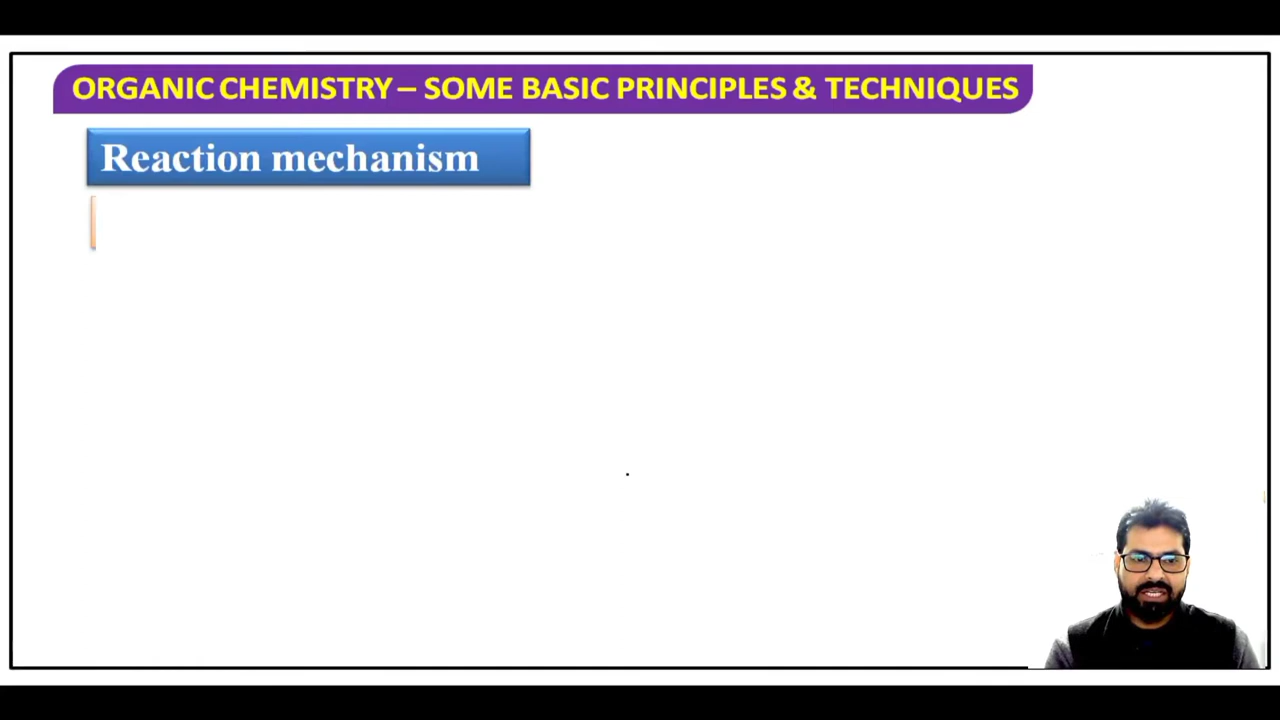 ORGANIC CHEMISTRY – SOME BASIC PRINCIPLES & TECHNIQUES
Reaction mechanism